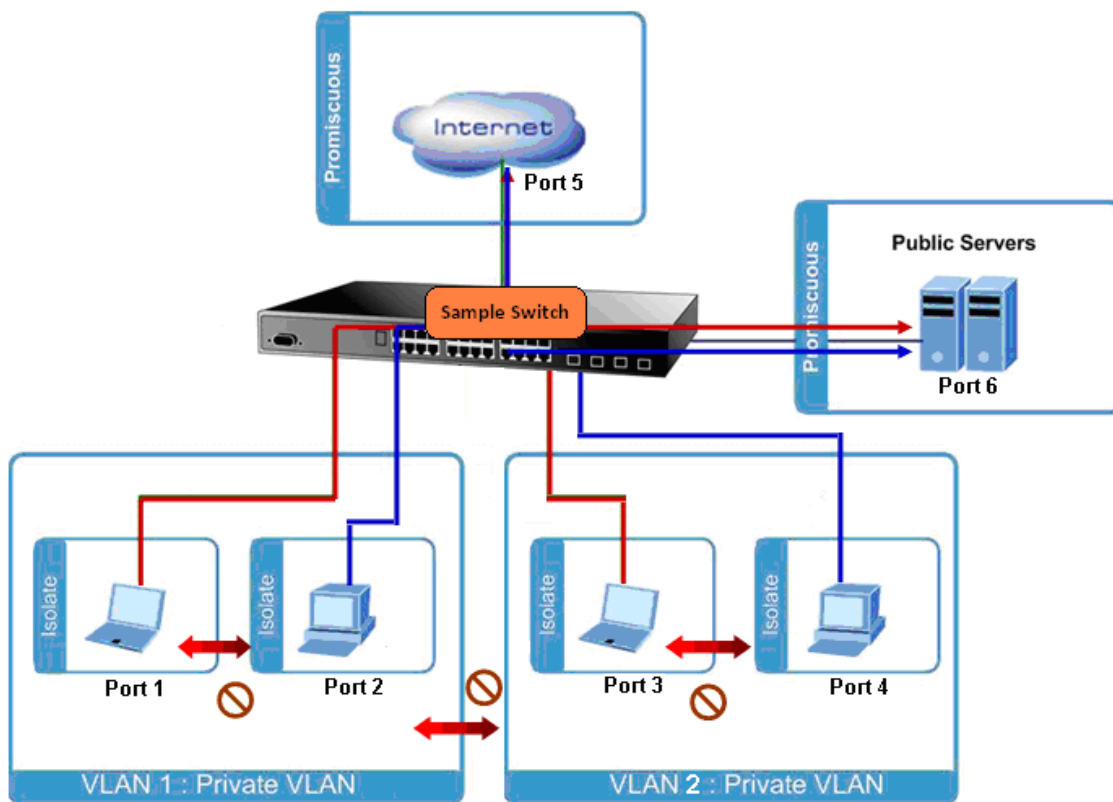 Promiscuous
Internet
Port 5
Sample Switch
Promiscuous
Public Servers
Port 6
Isolate
Port 1
Isolate
Port 2
Isolate
Port 3
Isolate
Port 4
VLAN 1 : Private VLAN
VLAN 2 : Private VLAN